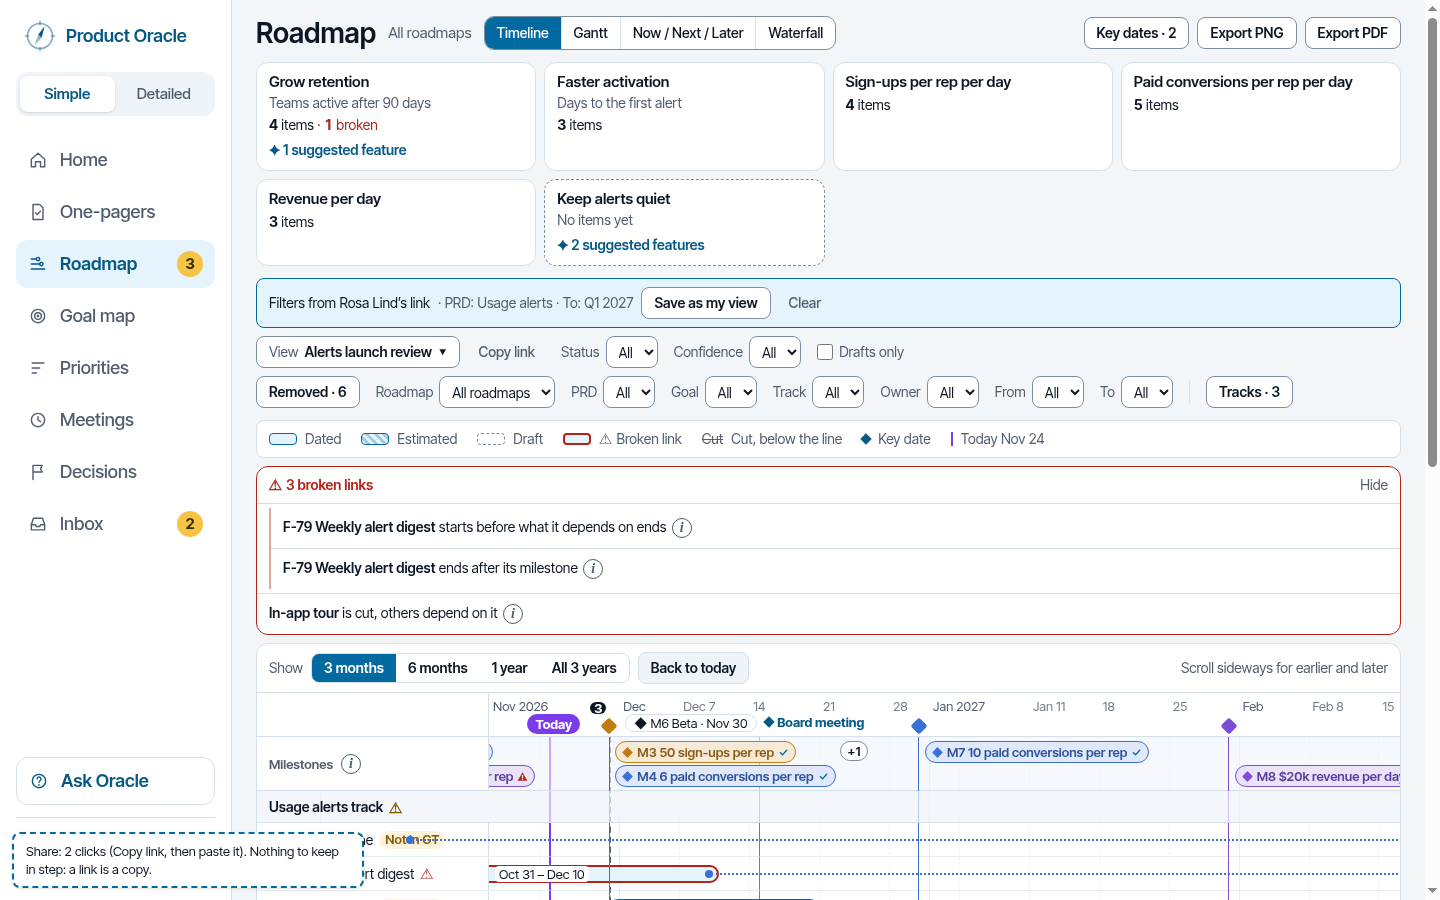 Product Oracle
Simple
Detailed
Home
One-pagers
Roadmap
3
Goal map
Priorities
Meetings
Decisions
Inbox
2
Ask Oracle
Share: 2 clicks (Copy link, then paste it). Nothing to keep
in step: a link is a copy.
Roadmap
All roadmaps
Timeline
Gantt
Now / Next / Later
Waterfall
Key dates · 2
Export PNG
Export PDF
Grow retention
Teams active after 90 days
4 items · 1 broken
✦ 1 suggested feature
Faster activation
Days to the first alert
3 items
Sign-ups per rep per day
4 items
Paid conversions per rep per day
5 items
Revenue per day
3 items
Keep alerts quiet
No items yet
✦ 2 suggested features
Filters from Rosa Lind’s link · PRD: Usage alerts · To: Q1 2027
Save as my view
Clear
View Alerts launch review ▾
Copy link
Status All
Confidence All
Drafts only
Removed · 6
Roadmap All roadmaps
PRD All
Goal All
Track All
Owner All
From All
To All
Tracks · 3
Dated
Estimated
Draft
⚠ Broken link
Cut Cut, below the line
Key date
Today Nov 24
⚠ 3 broken links
Hide
F-79 Weekly alert digest starts before what it depends on ends i
F-79 Weekly alert digest ends after its milestone i
In-app tour is cut, others depend on it i
Show
3 months
6 months
1 year
All 3 years
Back to today
Scroll sideways for earlier and later
Nov 2026
3
Dec
Dec 7
14
21
28
Jan 2027
Jan 11
18
25
Feb
Feb 8
15
Today
◆ M6 Beta · Nov 30
◆ Board meeting
Milestones i
◆ M3 50 sign-ups per rep ✓
+1
◆ M7 10 paid conversions per rep ✓
rep ⚠
◆ M4 6 paid conversions per rep ✓
◆ M8 $20k revenue per day
Usage alerts track ⚠
ne
digest ⚠
Oct 31 – Dec 10